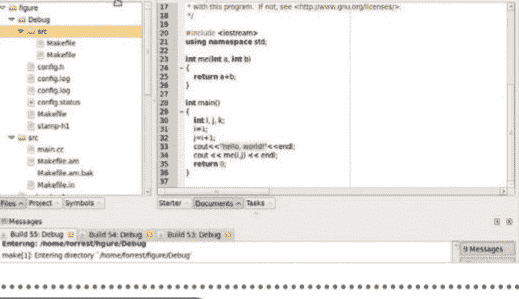 figure
Debug
src
Makefile
Makefile
config.h
config.log
config.log
config.status
Makefile
stamp-h1
src
main.cc
Makefile.am
Makefile.am.bak
Makefile.in
Files Project Symbols
17 * with this program. If not, see <http://www.gnu.org/licenses/>.
18 */
19
20 #include <iostream>
21 using namespace std;
22
23 int me(int a, int b)
24 {
25 return a+b;
26 }
27
28 int main()
29 {
30 int i, j, k;
31 i=1;
32 j=i+1;
33 cout<<"hello, world!"<<endl;
34 cout << me(i,j) << endl;
35 return 0;
36 }
37
Starter Documents Tasks
Messages
Build 55: Debug Build 54: Debug Build 53: Debug
Entering: /home/forrest/figure/Debug
make[1]: Entering directory `/home/forrest/figure/Debug'
9 Messages